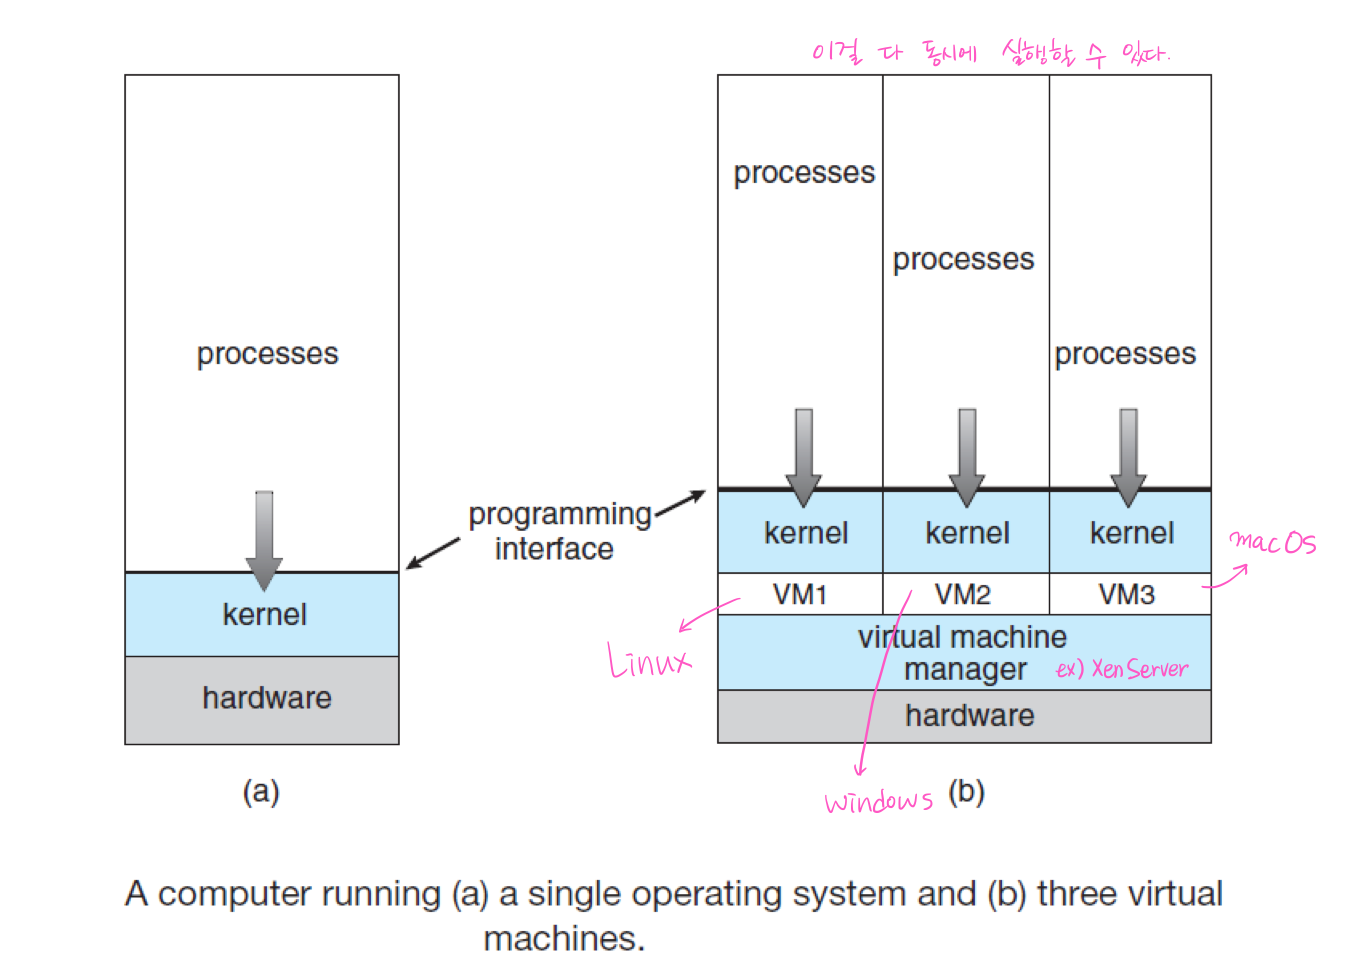 이걸 다 동시에 실행할 수 있다.
processes
processes
processes
processes
programming
interface
kernel
kernel
kernel
macOS
VM1
VM2
VM3
kernel
virtual machine
manager
ex) XenServer
Linux
hardware
hardware
(a)
windows
(b)
A computer running (a) a single operating system and (b) three virtual
machines.